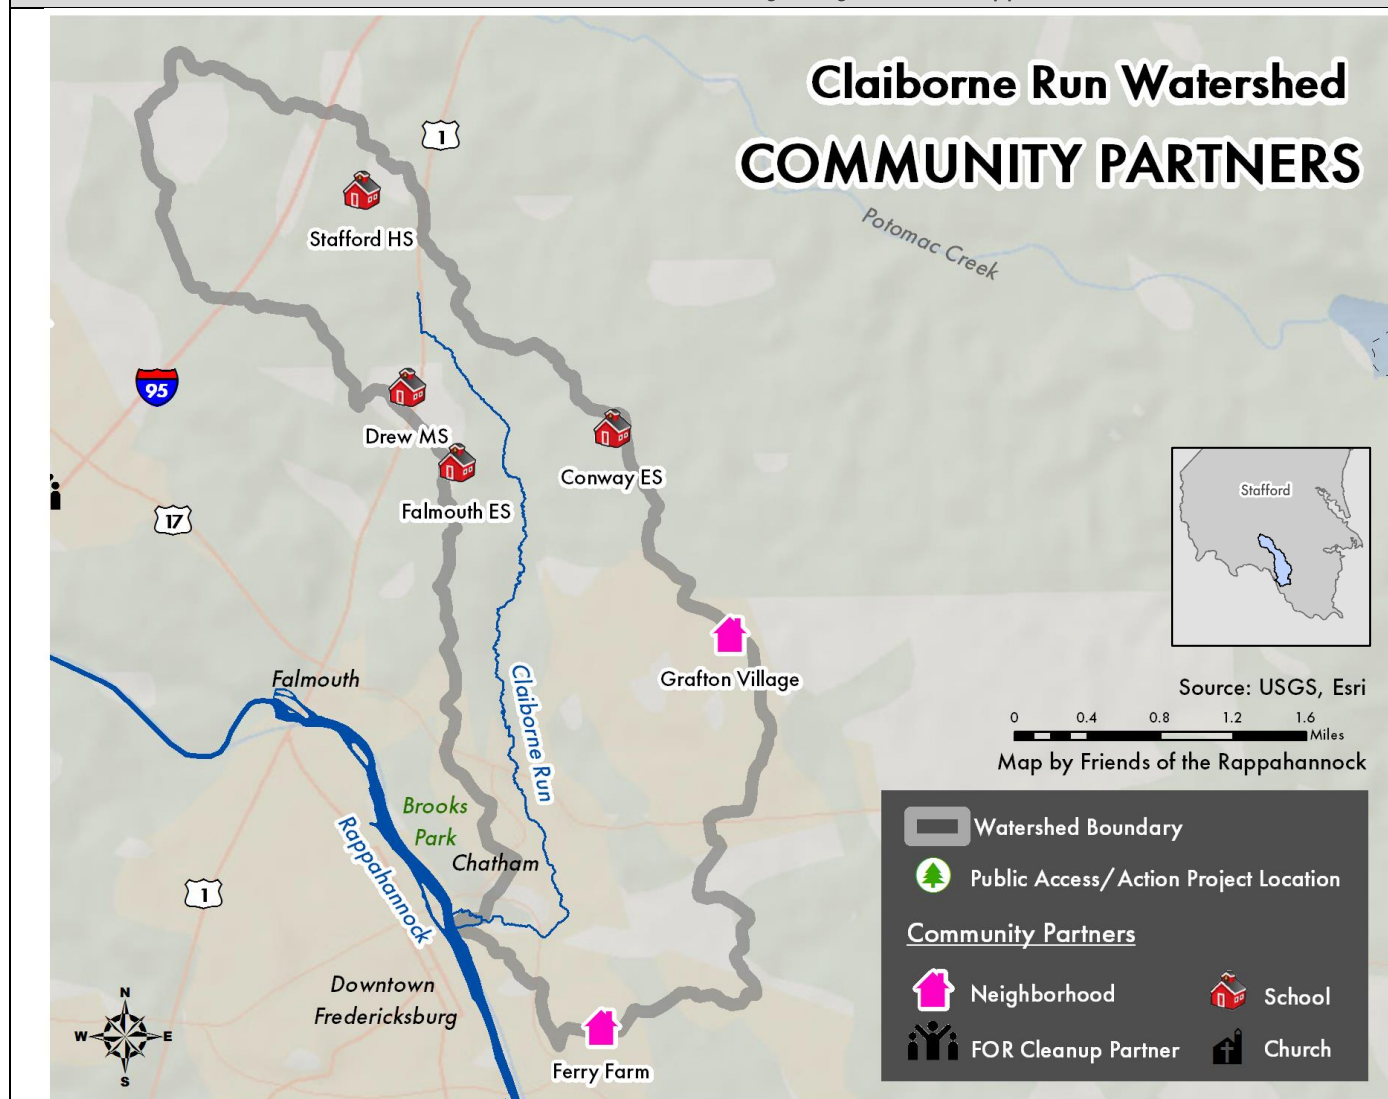 Claiborne Run Watershed
COMMUNITY PARTNERS
1
Stafford HS
Potomac Creek
95
Drew MS
Conway ES
Falmouth ES
17
Stafford
Grafton Village
Falmouth
Claiborne Run
Source: USGS, Esri
0 0.4 0.8 1.2 1.6
Miles
Map by Friends of the Rappahannock
Brooks
Park
Chatham
Rappahannock
1
Downtown
Fredericksburg
N
W E
S
Ferry Farm
Watershed Boundary
Public Access/Action Project Location
Community Partners
Neighborhood
School
FOR Cleanup Partner
Church